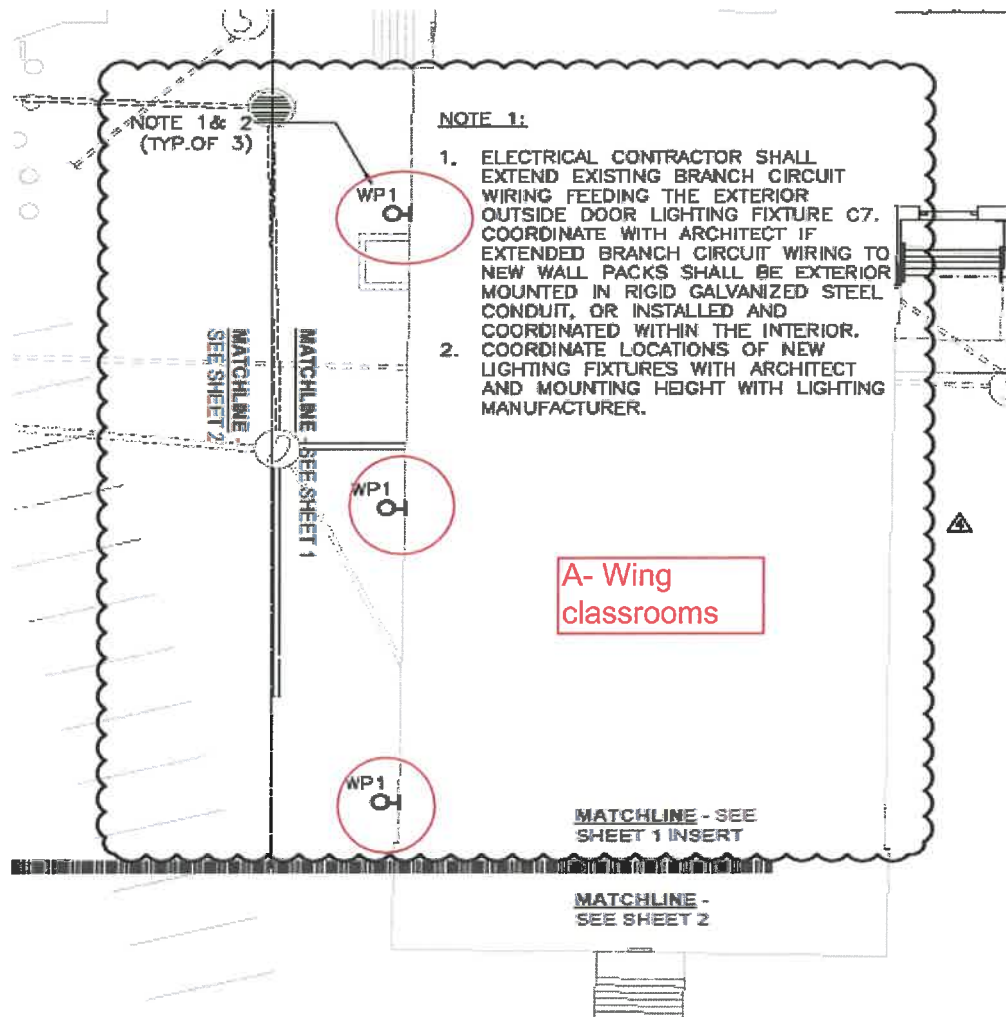 NOTE 1& 2
(TYP.OF 3)
NOTE 1:
1. ELECTRICAL CONTRACTOR SHALL
EXTEND EXISTING BRANCH CIRCUIT
WIRING FEEDING THE EXTERIOR
OUTSIDE DOOR LIGHTING FIXTURE C7.
COORDINATE WITH ARCHITECT IF
EXTENDED BRANCH CIRCUIT WIRING TO
NEW WALL PACKS SHALL BE EXTERIOR
MOUNTED IN RIGID GALVANIZED STEEL
CONDUIT, OR INSTALLED AND
COORDINATED WITHIN THE INTERIOR.
2. COORDINATE LOCATIONS OF NEW
LIGHTING FIXTURES WITH ARCHITECT
AND MOUNTING HEIGHT WITH LIGHTING
MANUFACTURER.
WP1
MATCHLINE -
SEE SHEET 2
MATCHLINE - SEE SHEET 1
WP1
4
A- Wing
classrooms
WP1
MATCHLINE - SEE
SHEET 1 INSERT
MATCHLINE -
SEE SHEET 2